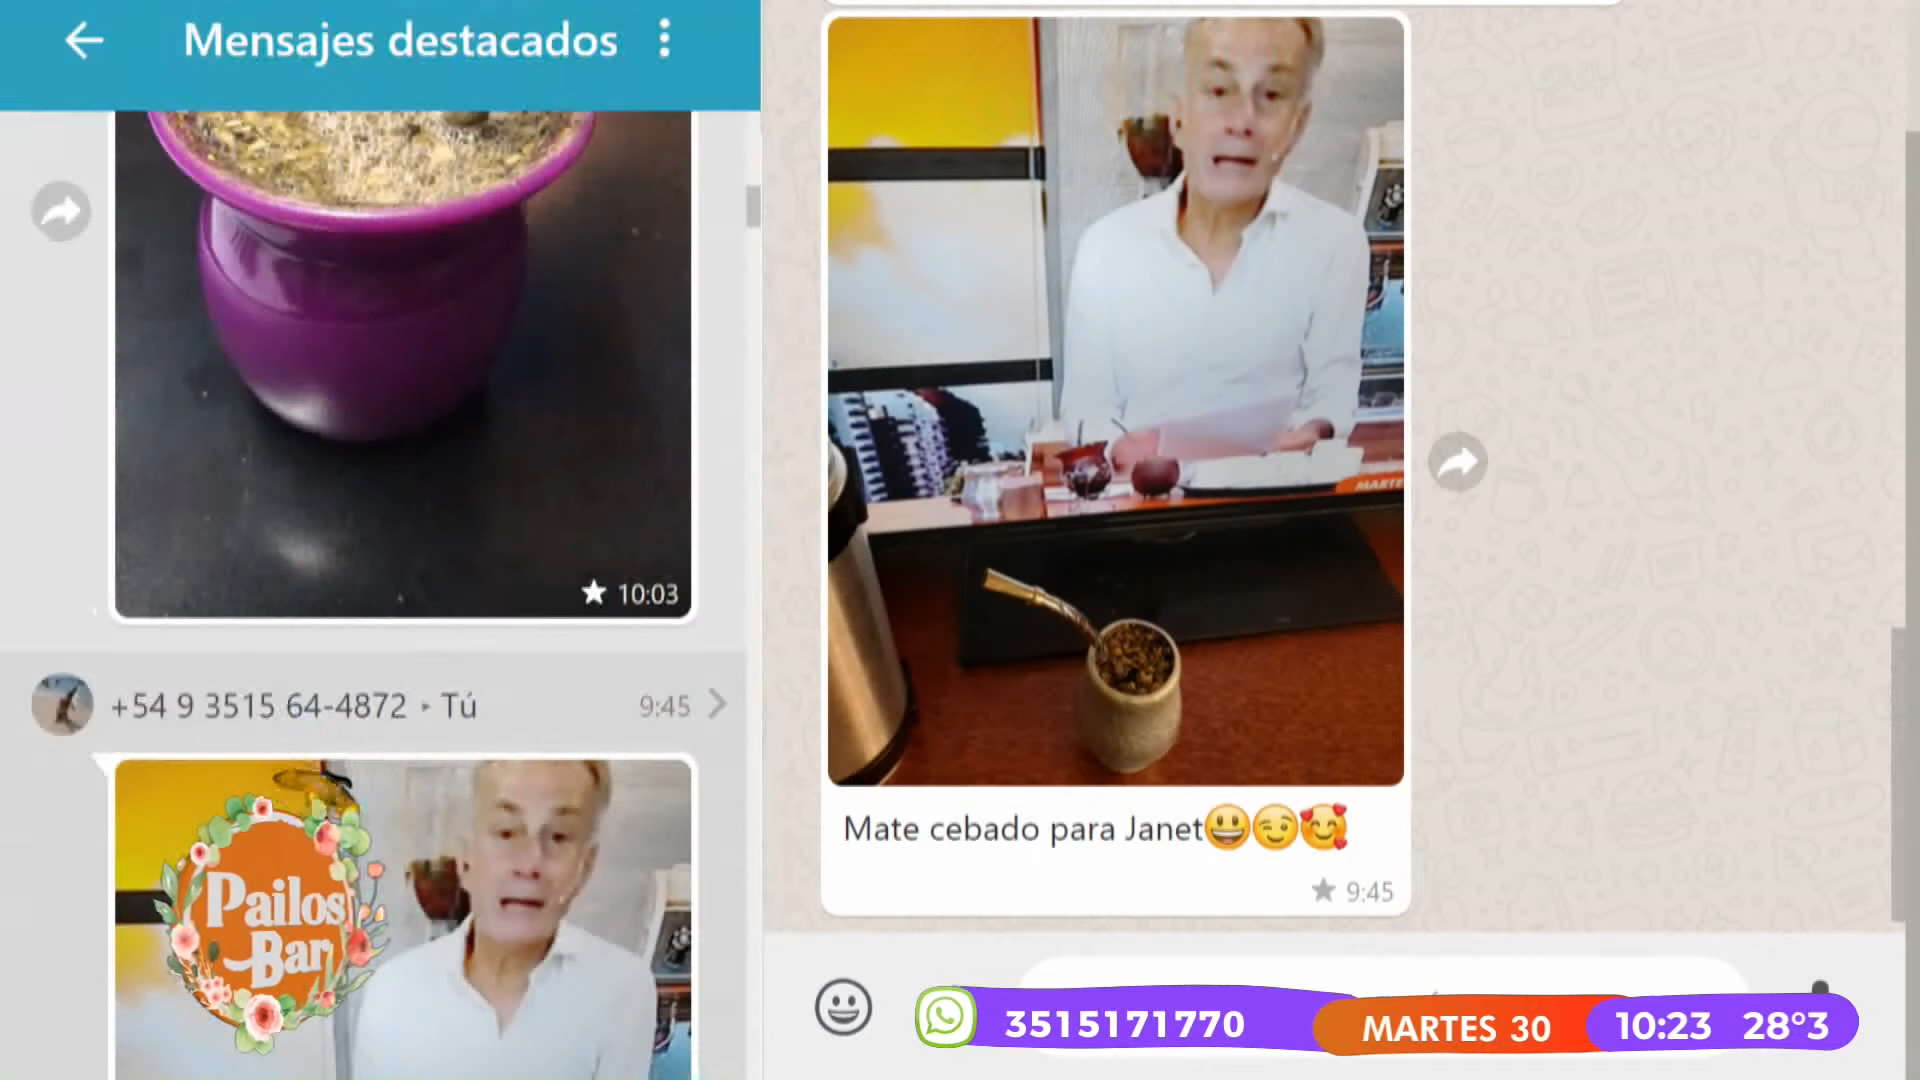 Mensajes destacados
10:03
+54 9 3515 64-4872 ▸ Tú
9:45
Pailos
Bar
MARTE
Mate cebado para Janet😃😉🥰
9:45
3515171770
MARTES 30
10:23 28°3